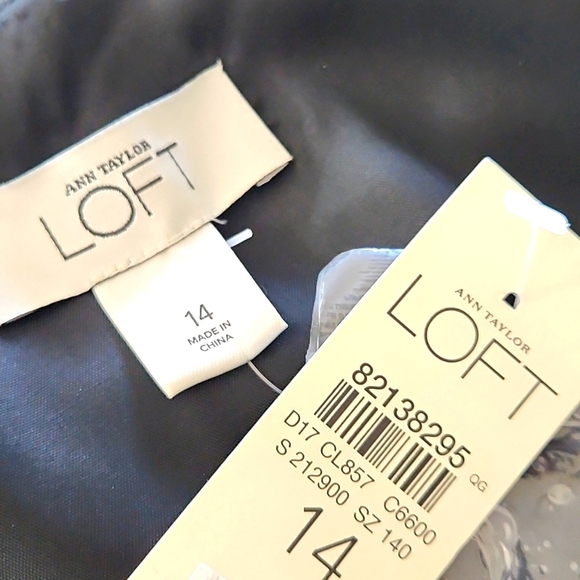 ANN TAYLOR
LOFT
14
MADE IN
CHINA
ANN TAYLOR
LOFT
82138295
QG
D17 CL857 C6600
S 212900 SZ 140
14